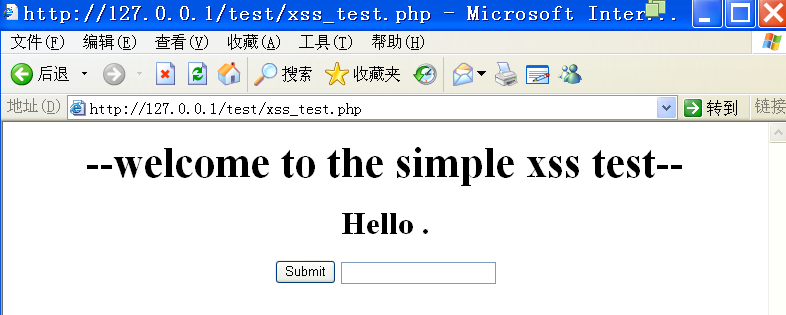 http://127.0.0.1/test/xss_test.php - Microsoft Inter...
文件(F) 编辑(E) 查看(V) 收藏(A) 工具(T) 帮助(H)
后退 搜索 收藏夹
地址(D) http://127.0.0.1/test/xss_test.php 转到 链接
--welcome to the simple xss test--
Hello .
Submit